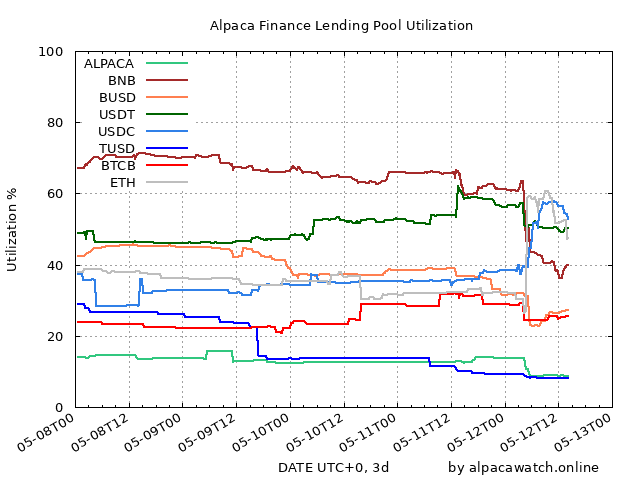 Alpaca Finance Lending Pool Utilization
100
80
60
40
20
0
Utilization %
ALPACA
BNB
BUSD
USDT
USDC
TUSD
BTCB
ETH
05-08T00
05-08T12
05-09T00
05-09T12
05-10T00
05-10T12
05-11T00
05-11T12
05-12T00
05-12T12
05-13T00
DATE UTC+0, 3d
by alpacawatch.online